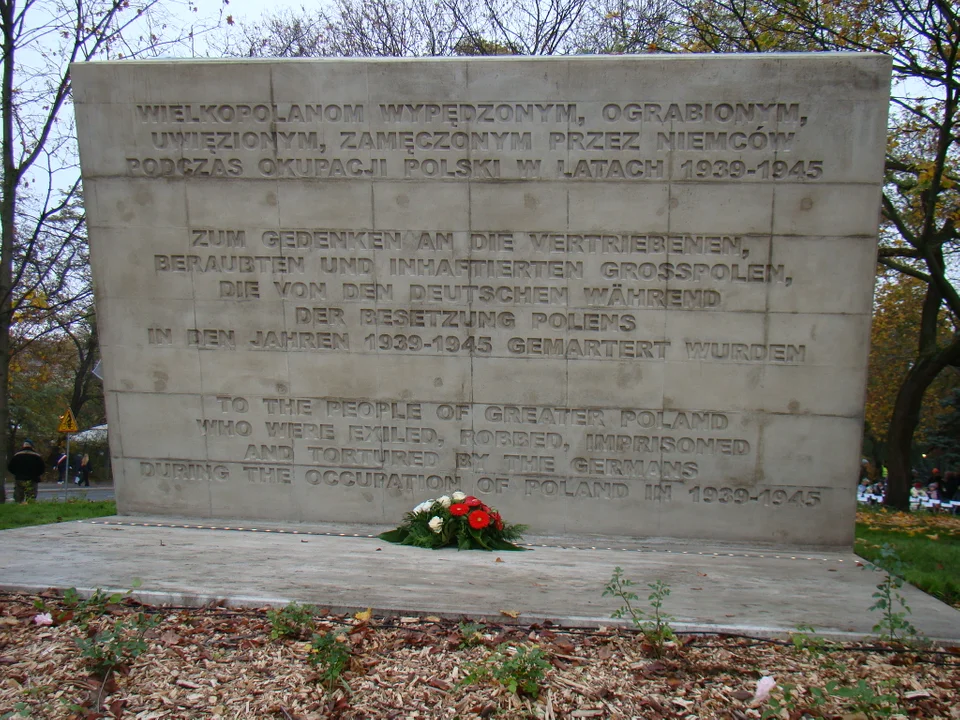 WIELKOPOLANOM WYPĘDZONYM, OGRABIONYM,
UWIĘZIONYM, ZAMĘCZONYM PRZEZ NIEMCÓW
PODCZAS OKUPACJI POLSKI W LATACH 1939-1945
ZUM GEDENKEN AN DIE VERTRIEBENEN,
BERAUBTEN UND INHAFTIERTEN GROSSPOLEN,
DIE VON DEN DEUTSCHEN WÄHREND
DER BESETZUNG POLENS
IN DEN JAHREN 1939-1945 GEMARTERT WURDEN
TO THE PEOPLE OF GREATER POLAND
WHO WERE EXILED, ROBBED, IMPRISONED
AND TORTURED BY THE GERMANS
DURING THE OCCUPATION OF POLAND IN 1939-1945